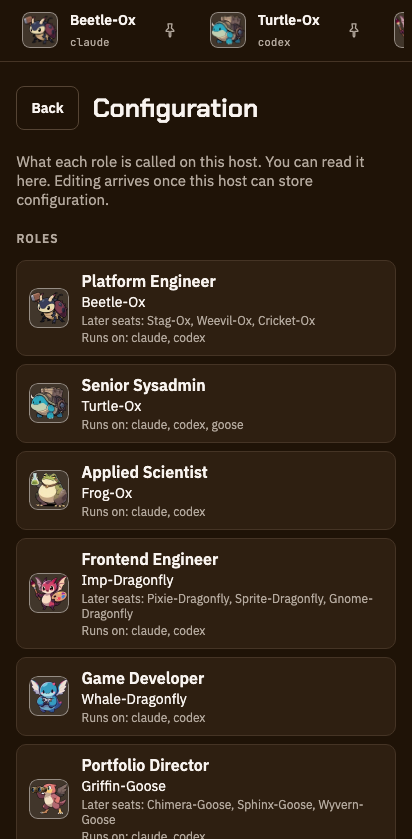 Beetle-Ox
claude
Turtle-Ox
codex
Back
Configuration
What each role is called on this host. You can read it
here. Editing arrives once this host can store
configuration.
ROLES
Platform Engineer
Beetle-Ox
Later seats: Stag-Ox, Weevil-Ox, Cricket-Ox
Runs on: claude, codex
Senior Sysadmin
Turtle-Ox
Runs on: claude, codex, goose
Applied Scientist
Frog-Ox
Runs on: claude, codex
Frontend Engineer
Imp-Dragonfly
Later seats: Pixie-Dragonfly, Sprite-Dragonfly, Gnome-
Dragonfly
Runs on: claude, codex
Game Developer
Whale-Dragonfly
Runs on: claude, codex
Portfolio Director
Griffin-Goose
Later seats: Chimera-Goose, Sphinx-Goose, Wyvern-
Goose
Runs on: claude, codex